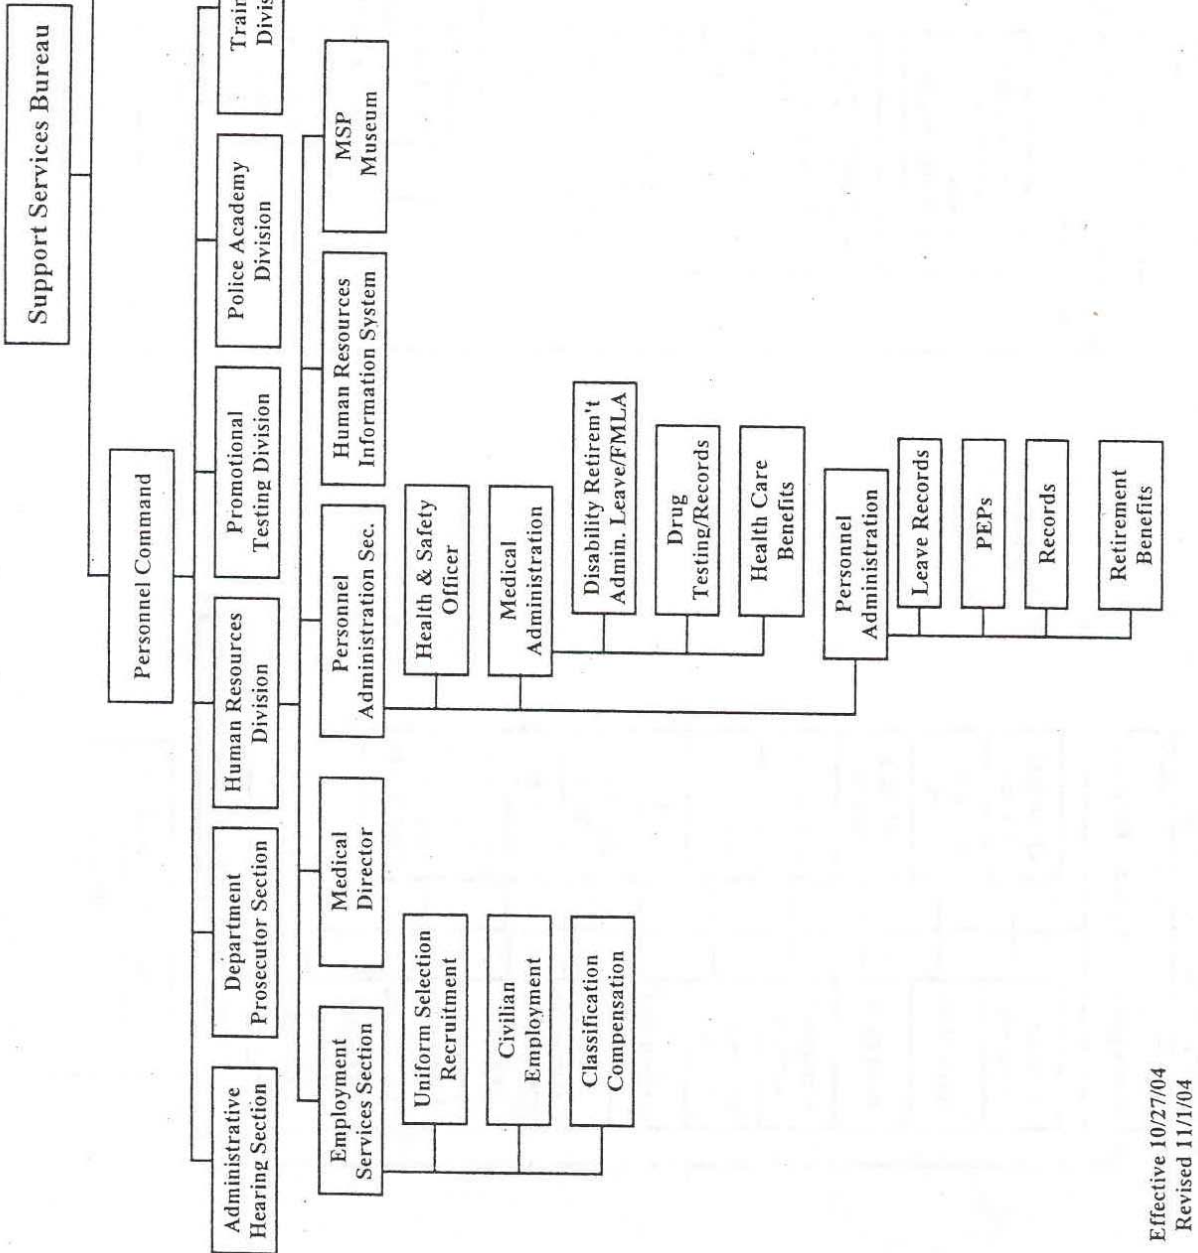 Support Services Bureau
Personnel Command
Administrative
Hearing Section
Department
Prosecutor Section
Human Resources
Division
Promotional
Testing Division
Police Academy
Division
Employment
Services Section
Medical
Director
Personnel
Administration Sec.
Human Resources
Information System
MSP
Museum
Uniform Selection
Recruitment
Civilian
Employment
Classification
Compensation
Health & Safety
Officer
Medical
Administration
Disability Retirem't
Admin. Leave/FMLA
Drug
Testing/Records
Health Care
Benefits
Personnel
Administration
Leave Records
PEPs
Records
Retirement
Benefits
Effective 10/27/04
Revised 11/1/04